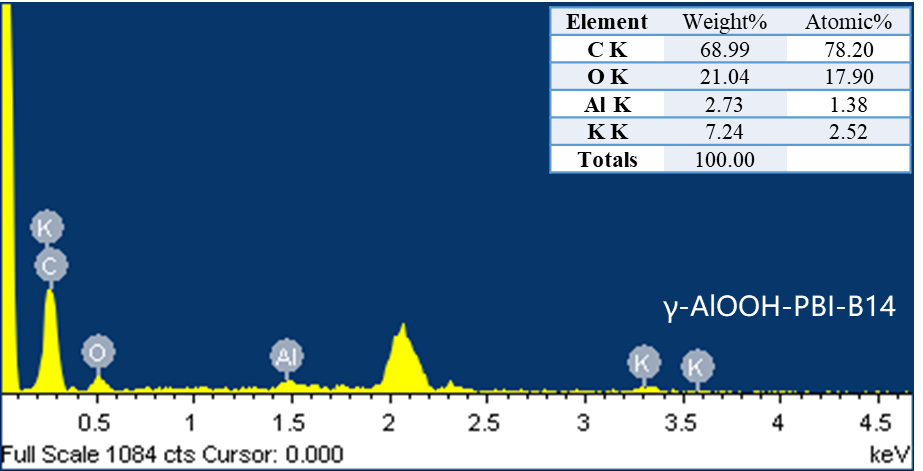 Element Weight% Atomic%
C K 68.99 78.20
O K 21.04 17.90
Al K 2.73 1.38
K K 7.24 2.52
Totals 100.00
K
C
O
Al
K
K
γ-AlOOH-PBI-B14
0.5 1 1.5 2 2.5 3 3.5 4 4.5
Full Scale 1084 cts Cursor: 0.000 keV